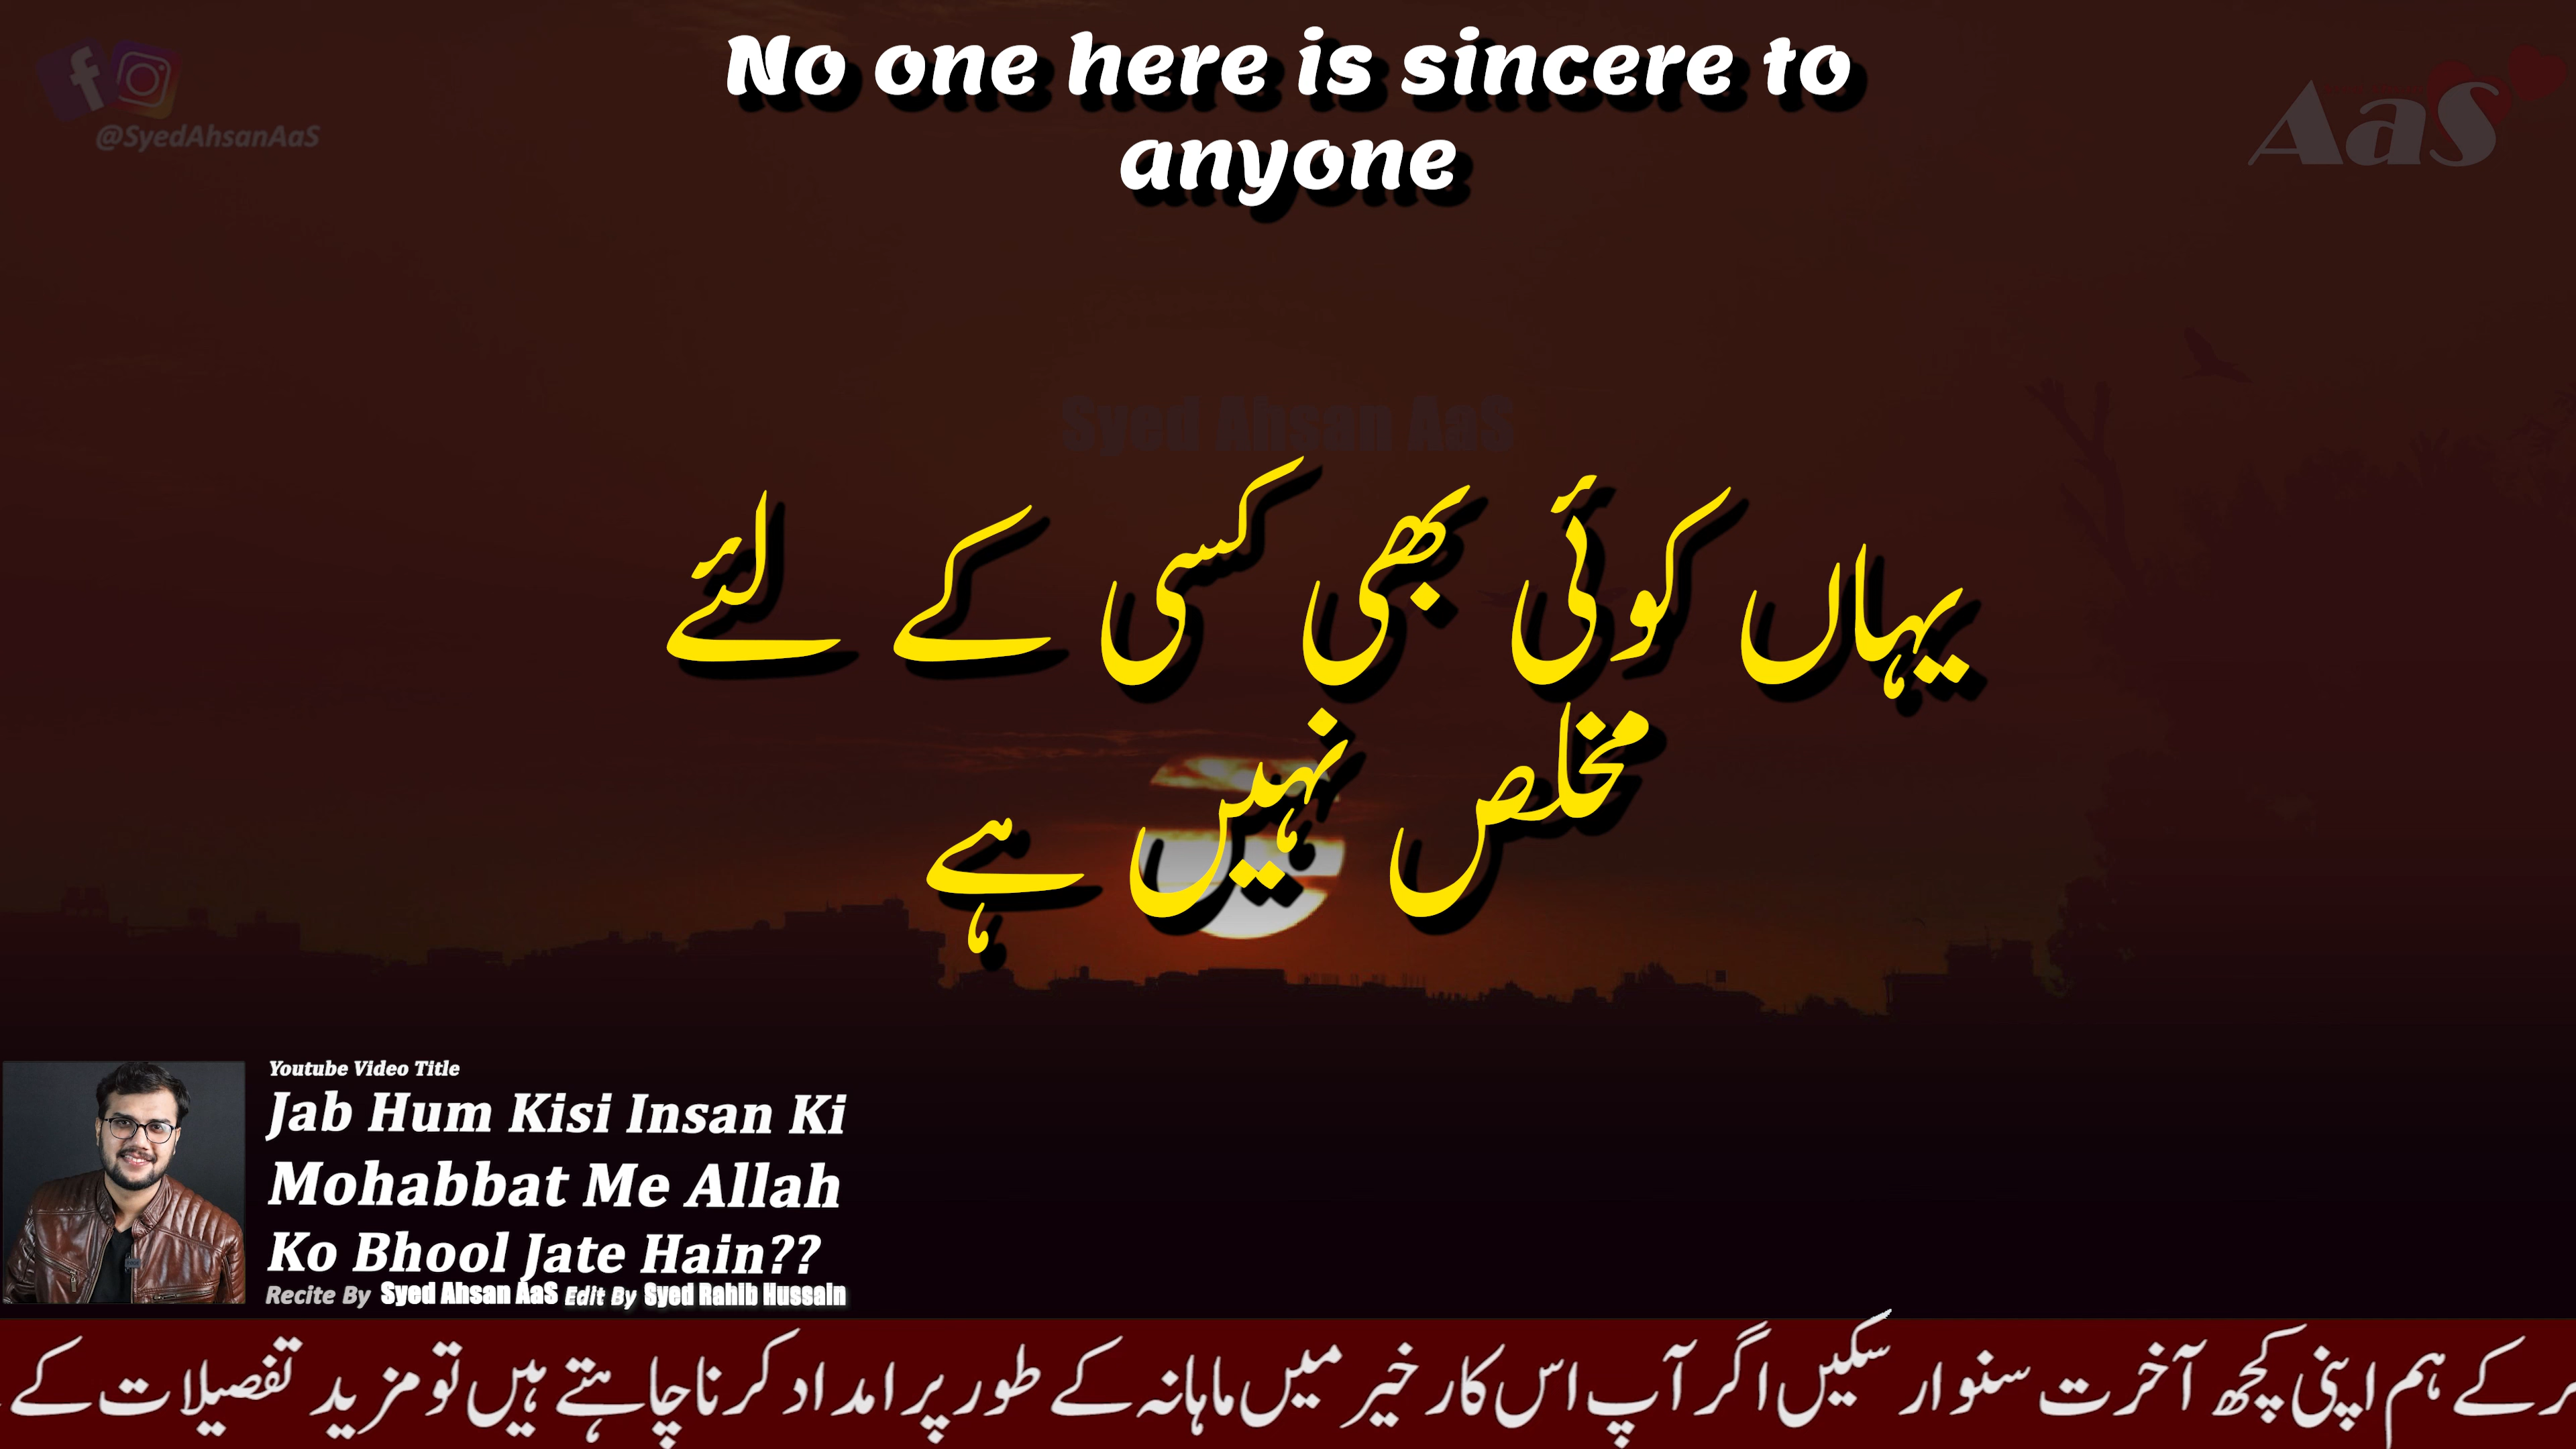 No one here is sincere to
anyone
@SyedAhsanAaS
AaS
Syed Ahsan AaS
یہاں کوئی بھی کسی کے لئے
مخلص نہیں ہے
Youtube Video Title
Jab Hum Kisi Insan Ki
Mohabbat Me Allah
Ko Bhool Jate Hain??
Recite By Syed Ahsan AaS Edit By Syed Rahib Hussain
کے ہم اپنی کچھ آخرت سنوار سکیں اگر آپ اس کار خیر میں ماہانہ کے طور پر امداد کرنا چاہتے ہیں تو مزید تفصیلات کے